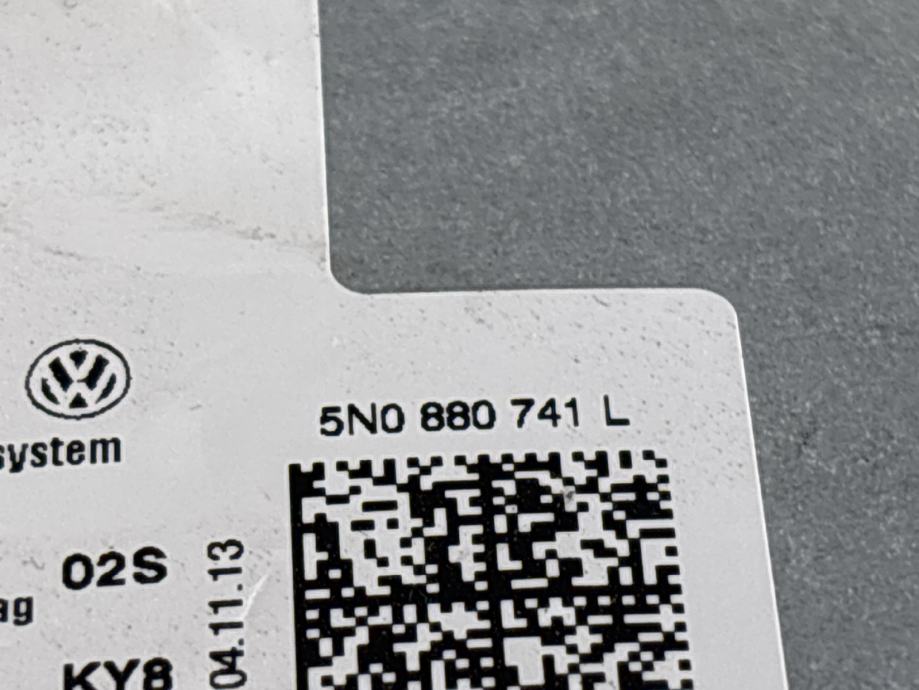 5N0 880 741 L
system
02S
04.11.13
ag
KY8